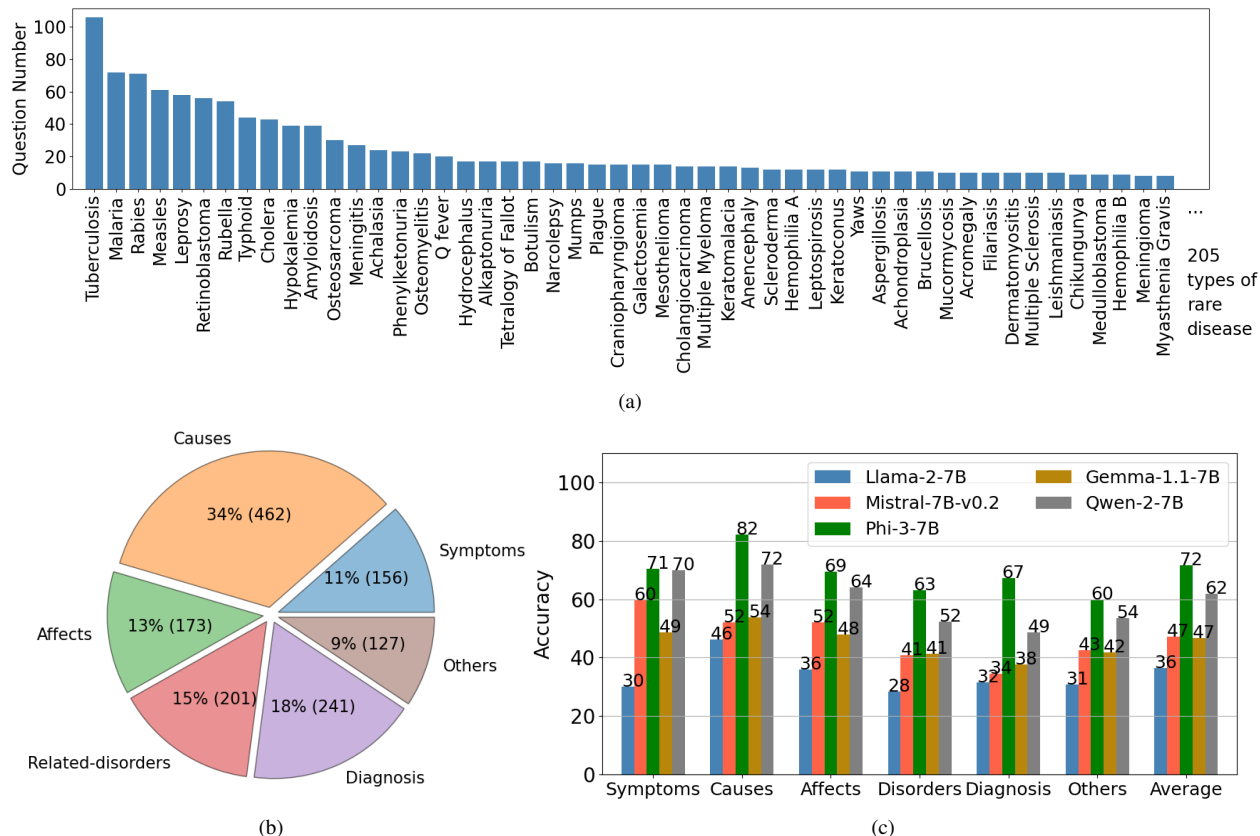 100
80
60
40
20
0
Question Number
Tuberculosis
Malaria
Rabies
Measles
Leprosy
Retinoblastoma
Rubella
Typhoid
Cholera
Hypokalemia
Amyloidosis
Osteosarcoma
Meningitis
Achalasia
Phenylketonuria
Osteomyelitis
Q fever
Hydrocephalus
Alkaptonuria
Tetralogy of Fallot
Botulism
Narcolepsy
Mumps
Plague
Craniopharyngioma
Galactosemia
Mesothelioma
Cholangiocarcinoma
Multiple Myeloma
Keratomalacia
Anencephaly
Scleroderma
Hemophilia A
Leptospirosis
Keratoconus
Yaws
Aspergillosis
Achondroplasia
Brucellosis
Mucormycosis
Acromegaly
Filariasis
Dermatomyositis
Multiple Sclerosis
Leishmaniasis
Chikungunya
Medulloblastoma
Hemophilia B
Meningioma
Myasthenia Gravis
...
205
types of
rare
disease
(a)
Causes
34% (462)
Symptoms
11% (156)
Affects
13% (173)
9% (127)
Others
15% (201)
18% (241)
Related-disorders
Diagnosis
(b)
Accuracy
100
80
60
40
20
0
Llama-2-7B
Mistral-7B-v0.2
Phi-3-7B
Gemma-1.1-7B
Qwen-2-7B
30 60 71 49 70
46 52 82 54 72
36 52 69 48 64
28 41 63 41 52
32 34 67 38 49
31 43 60 42 54
36 47 72 47 62
Symptoms Causes Affects Disorders Diagnosis Others Average
(c)